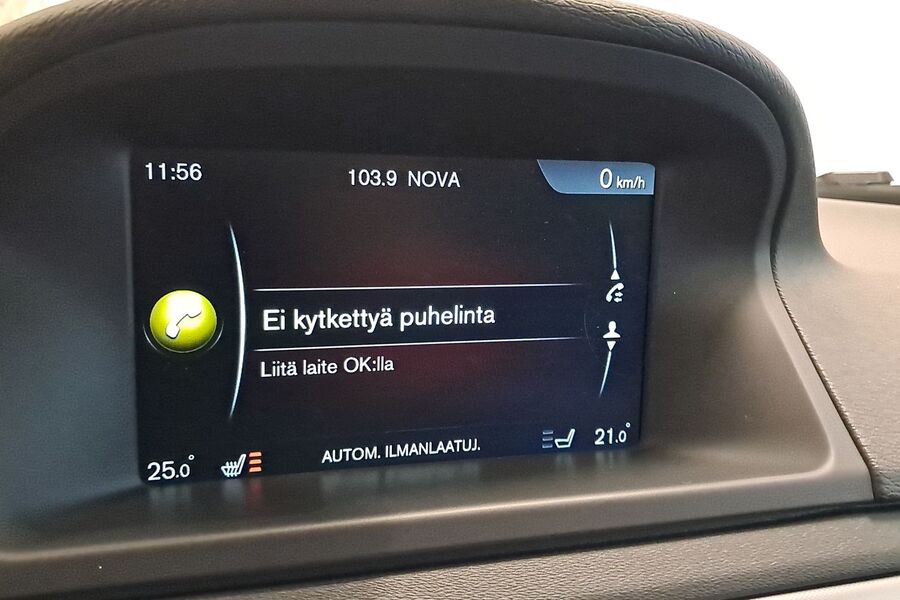 11:56 103.9 NOVA 0 km/h
Ei kytkettyä puhelinta
Liitä laite OK:lla
25.0° AUTOM. ILMANLAATUJ. 21.0°